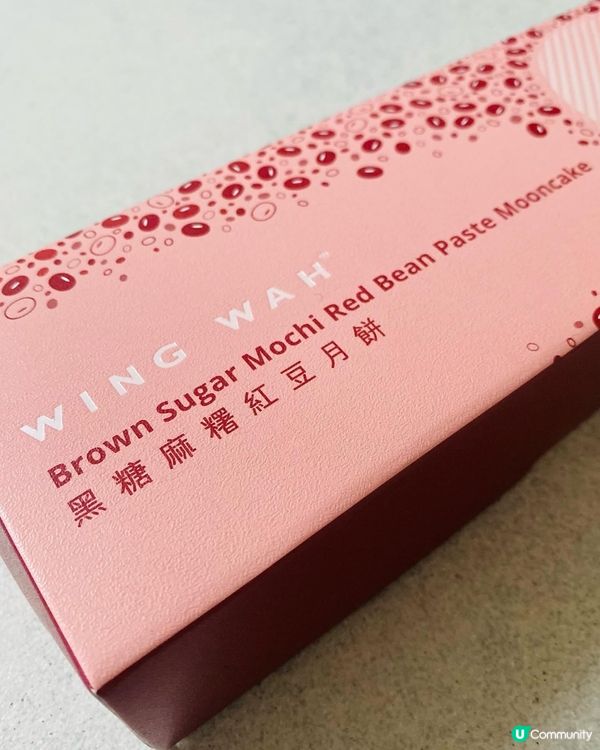 WING WAH™
Brown Sugar Mochi Red Bean Paste Mooncake
黑糖麻糬紅豆月餅
U Community